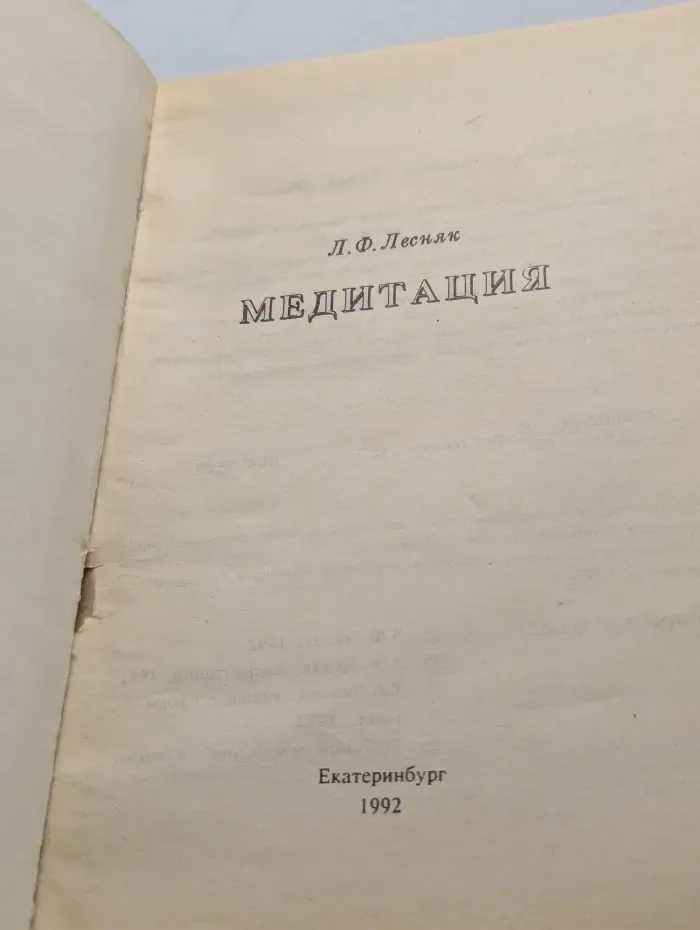 Л. Ф. Лесняк
МЕДИТАЦИЯ
Екатеринбург
1992